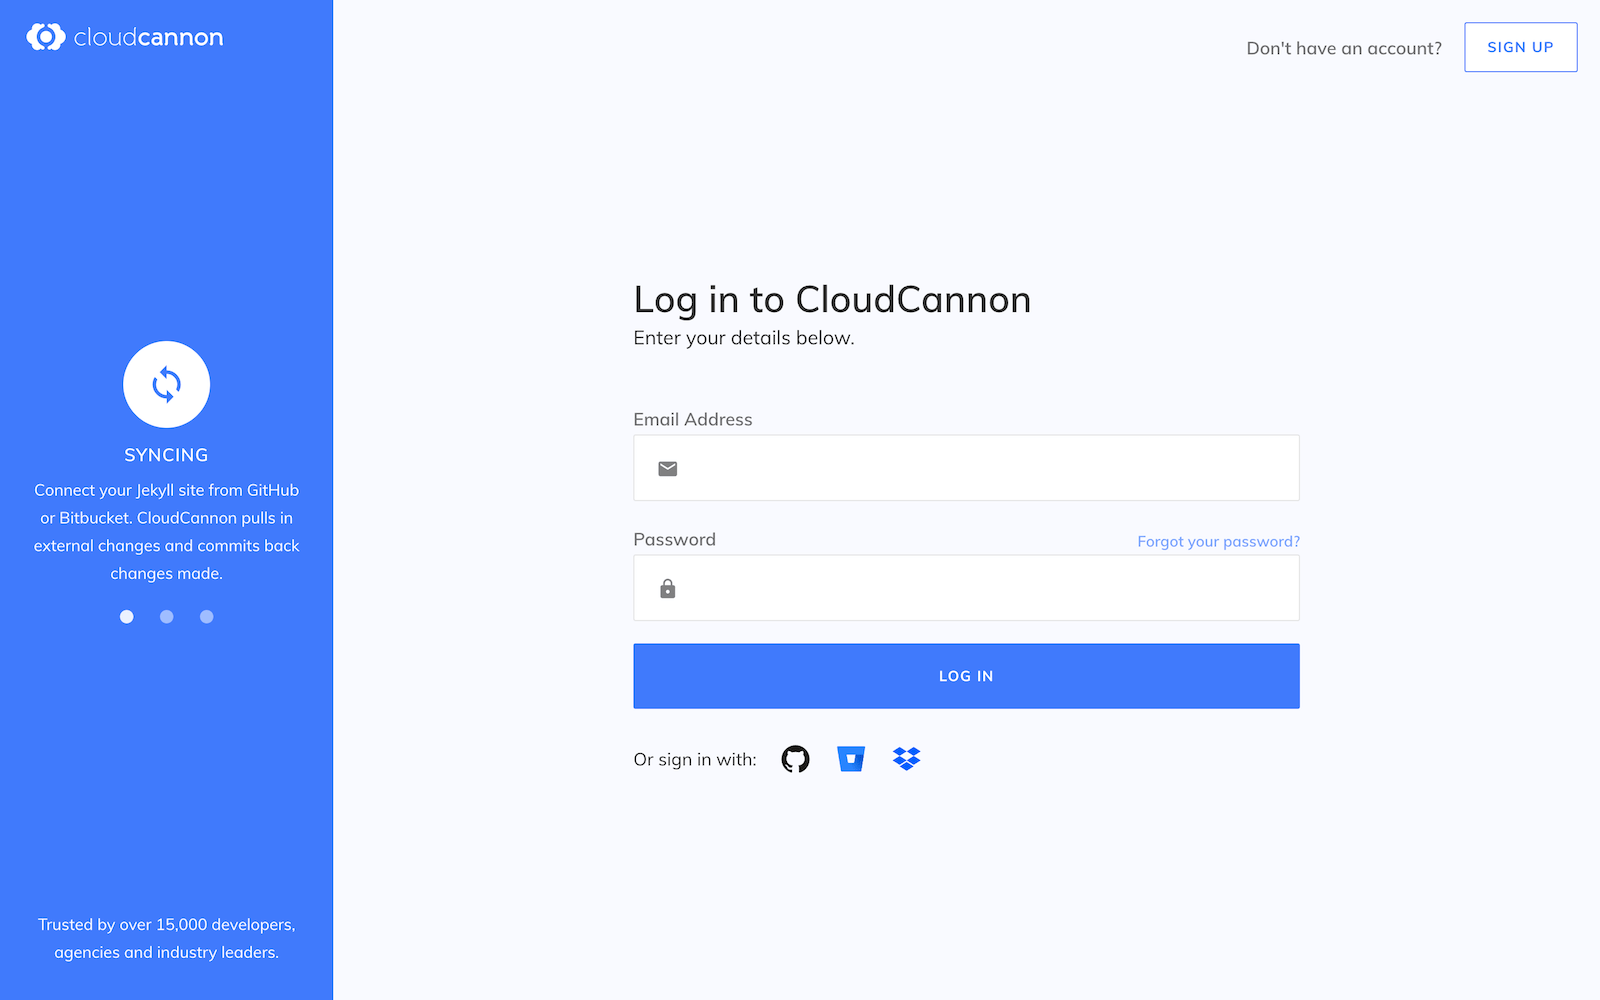 cloudcannon
Don't have an account?
SIGN UP
Log in to CloudCannon
Enter your details below.
Email Address
Password
Forgot your password?
LOG IN
Or sign in with:
SYNCING
Connect your Jekyll site from GitHub
or Bitbucket. CloudCannon pulls in
external changes and commits back
changes made.
Trusted by over 15,000 developers,
agencies and industry leaders.